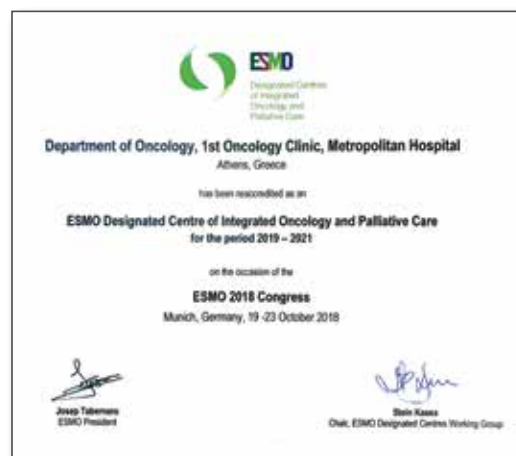 ESMO
Designated Centres
of Integrated
Oncology and
Palliative Care
Department of Oncology, 1st Oncology Clinic, Metropolitan Hospital
Athens, Greece
has been reaccredited as an
ESMO Designated Centre of Integrated Oncology and Palliative Care
for the period 2019 – 2021
on the occasion of the
ESMO 2018 Congress
Munich, Germany, 19 -23 October 2018
Josep Tabernero
ESMO President
Stein Kaasa
Chair, ESMO Designated Centres Working Group